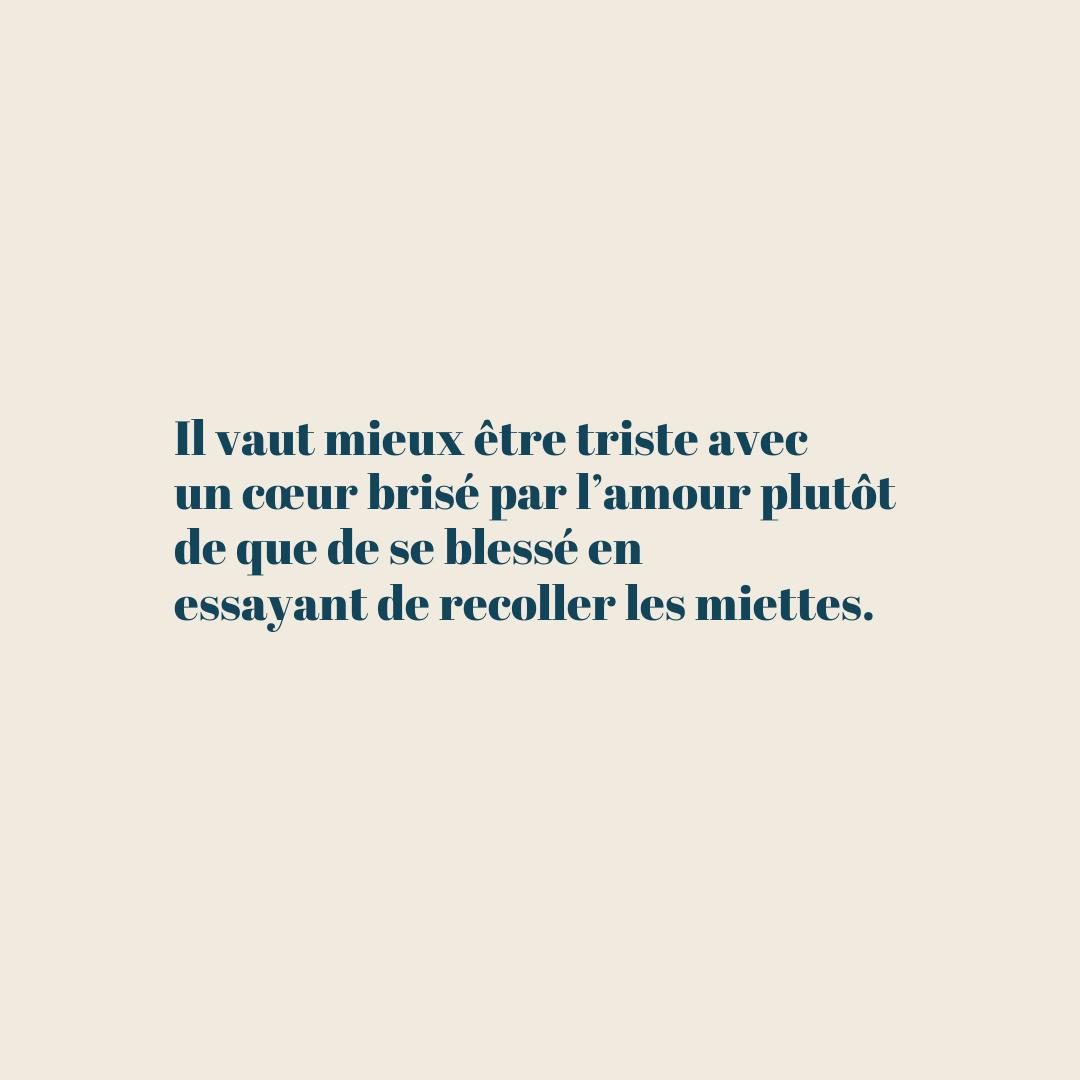 Il vaut mieux être triste avec
un cœur brisé par l’amour plutôt
de que de se blessé en
essayant de recoller les miettes.